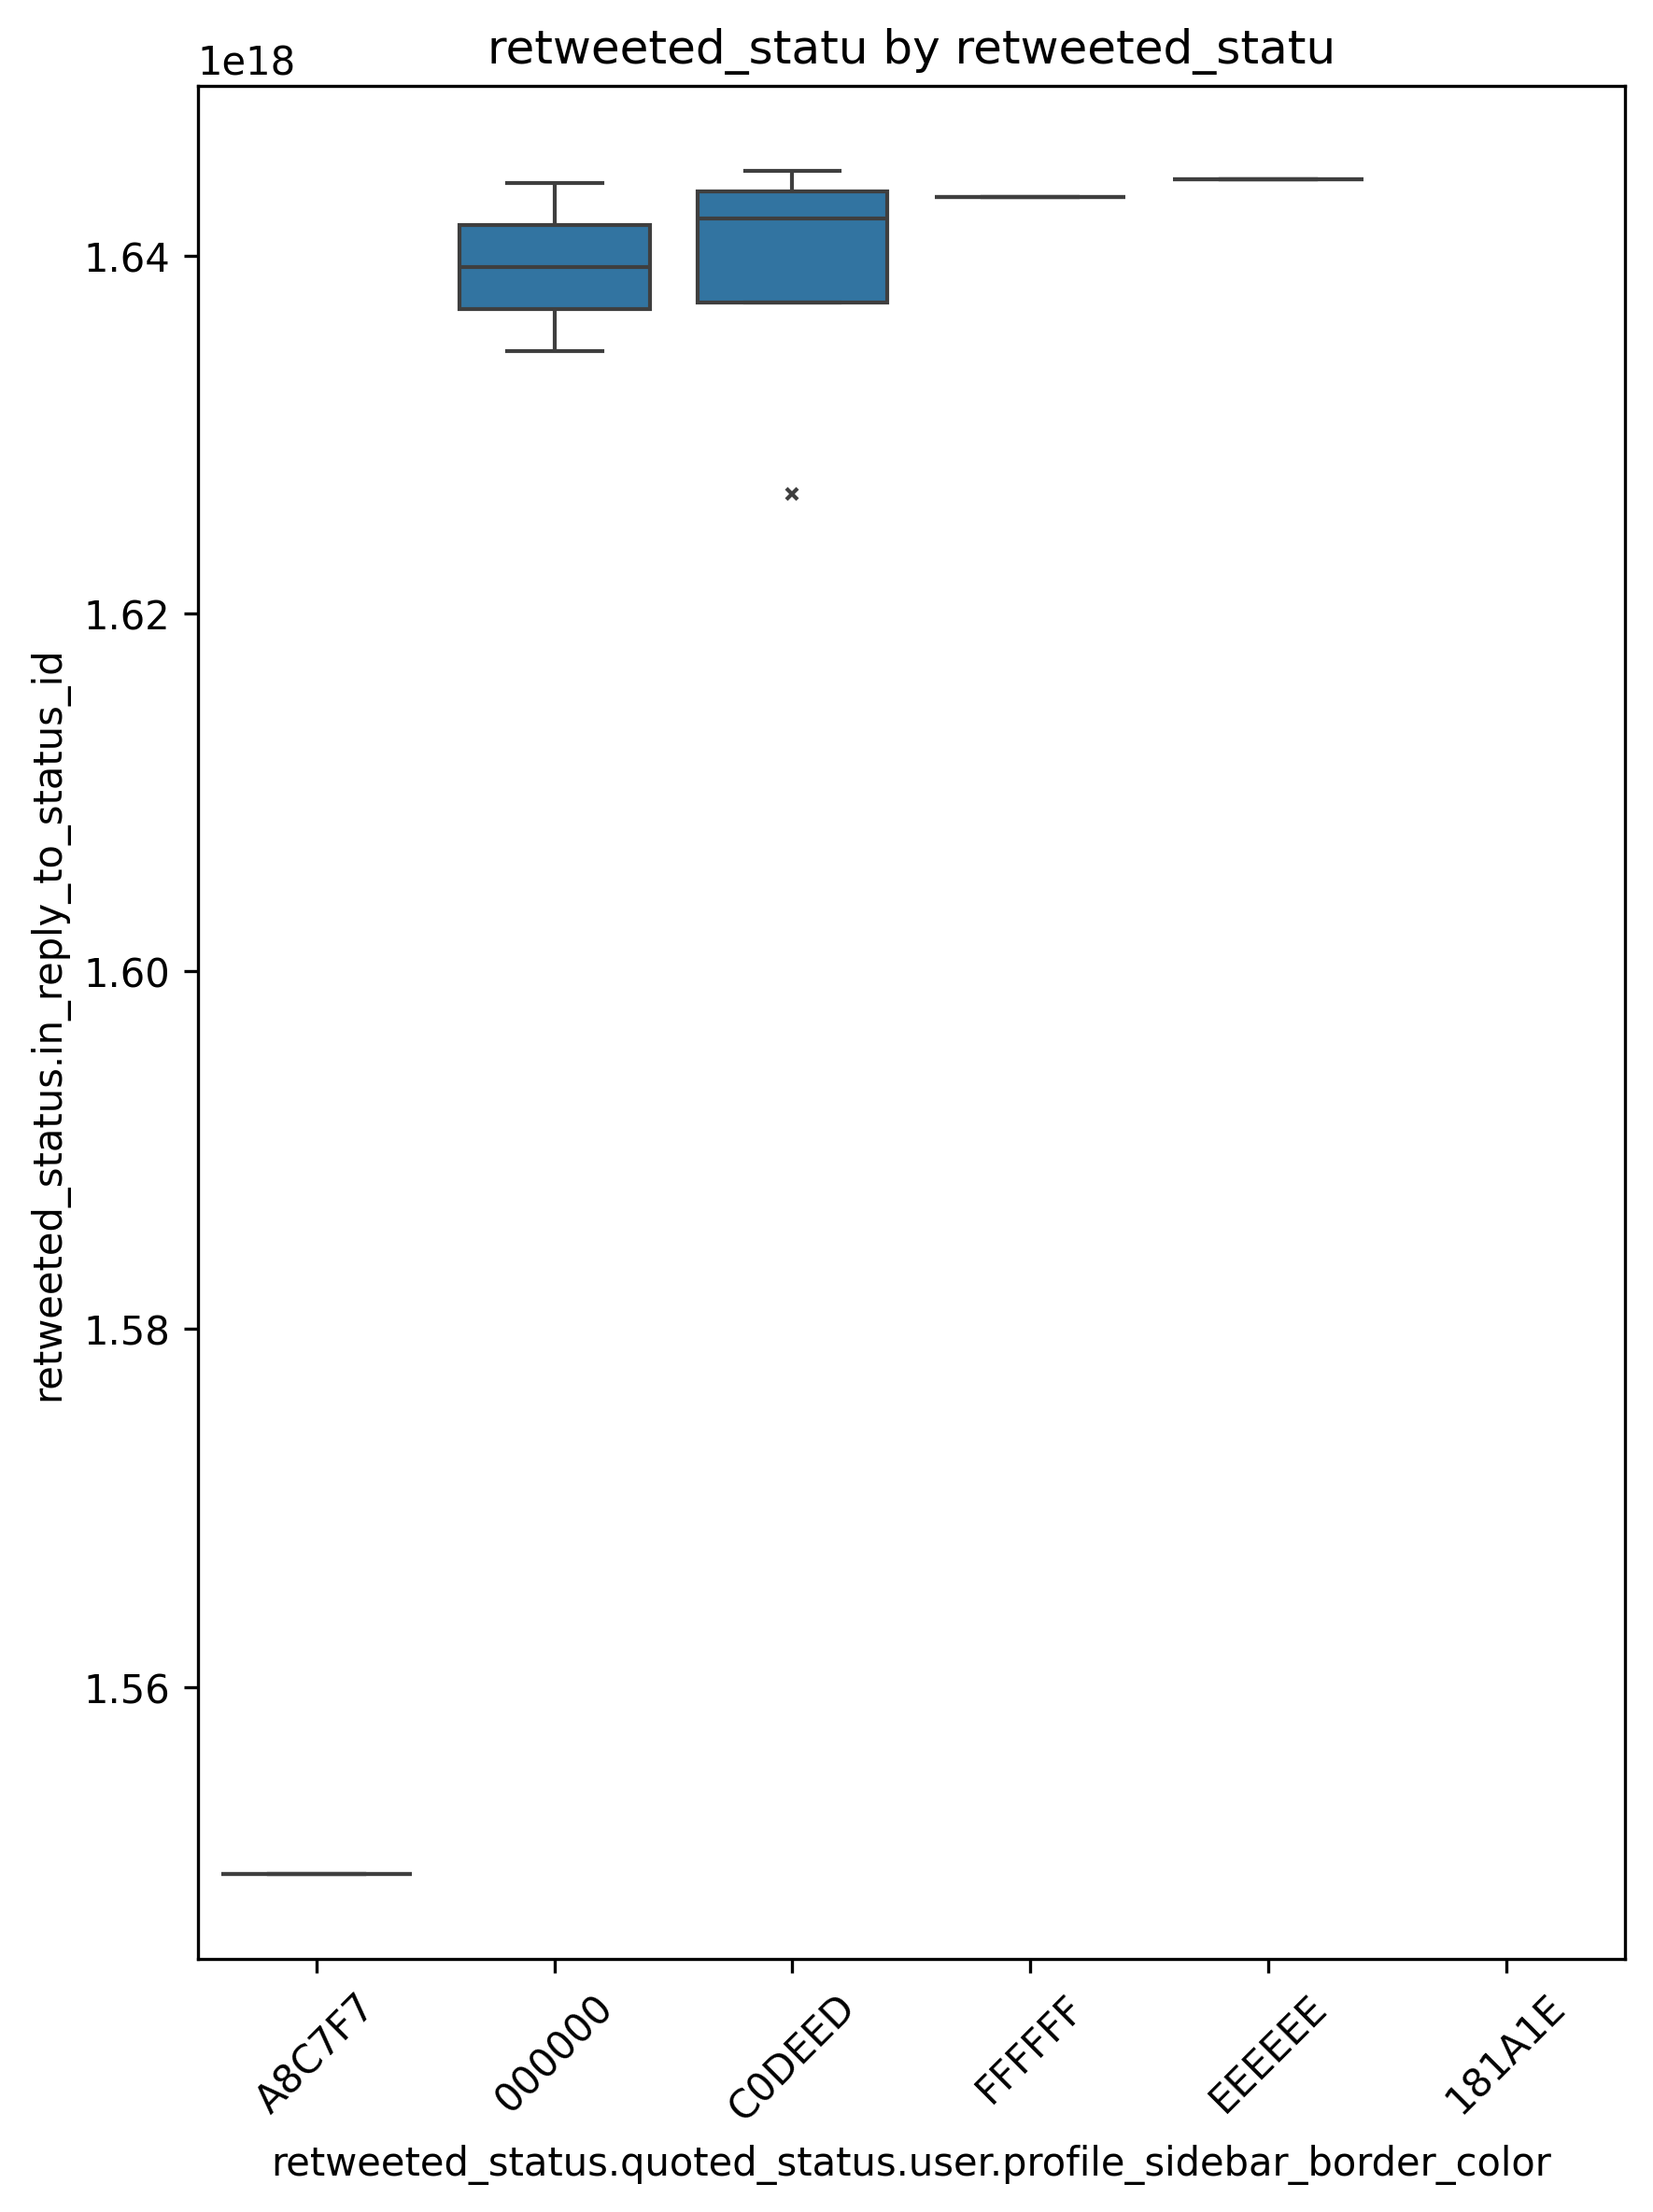 retweeted_statu by retweeted_statu
1e18
1.64
1.62
1.60
1.58
1.56
retweeted_status.in_reply_to_status_id
A8C7F7
000000
C0DEED
FFFFFF
EEEEEE
181A1E
retweeted_status.quoted_status.user.profile_sidebar_border_color